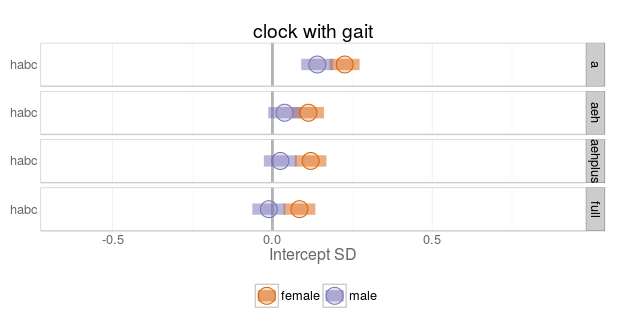 clock with gait
habc
a
habc
aeh
habc
aehplus
habc
full
-0.5 0.0 0.5
Intercept SD
female male